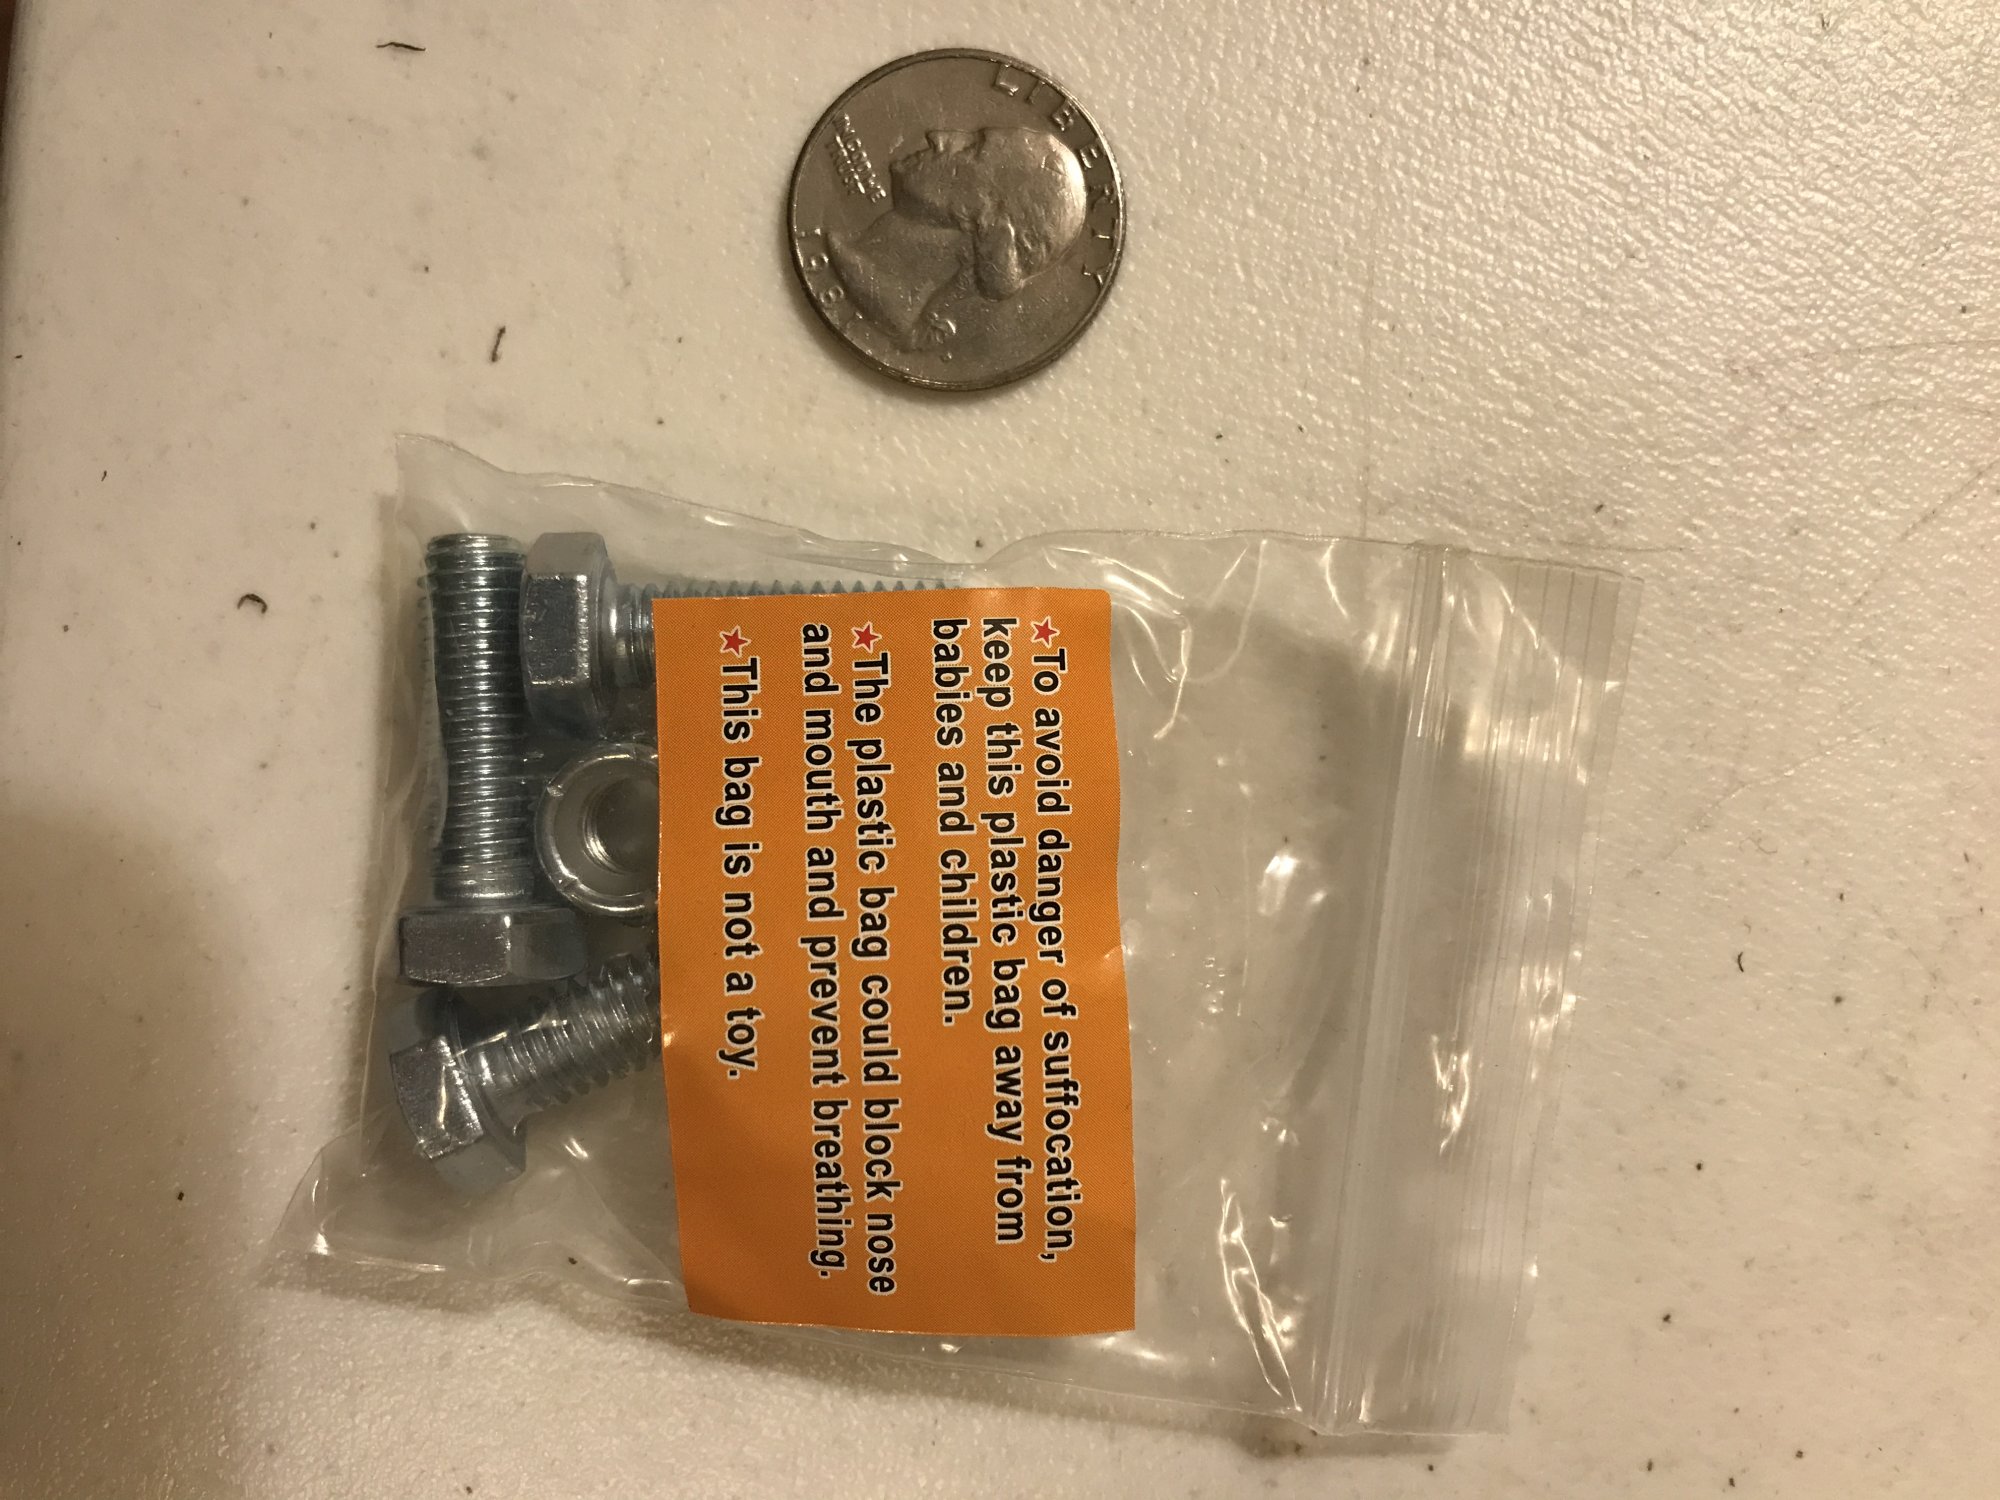 LIBERTY
IN GOD WE
TRUST
1981
★To avoid danger of suffocation,
keep this plastic bag away from
babies and children.
★The plastic bag could block nose
and mouth and prevent breathing.
★This bag is not a toy.